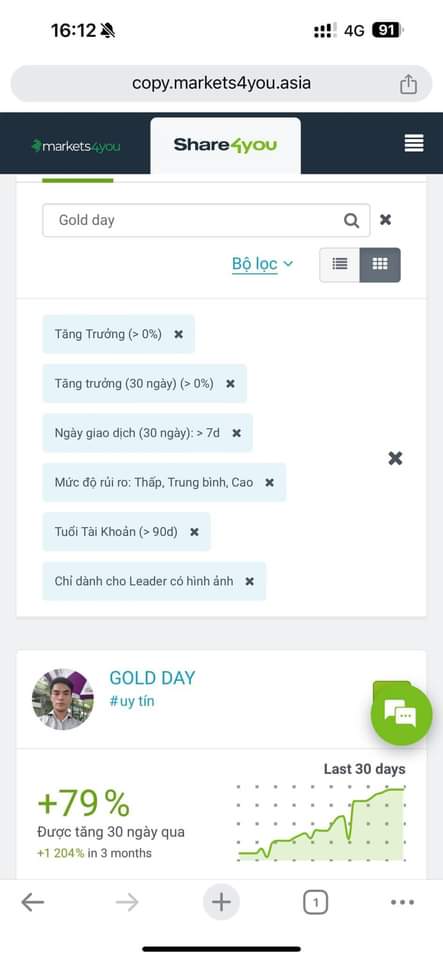 16:12
4G 91
copy.markets4you.asia
markets4you
Share4you
Gold day
Bộ lọc
Tăng Trưởng (> 0%)
Tăng trưởng (30 ngày) (> 0%)
Ngày giao dịch (30 ngày): > 7d
Mức độ rủi ro: Thấp, Trung bình, Cao
Tuổi Tài Khoản (> 90d)
Chỉ dành cho Leader có hình ảnh
GOLD DAY
#uy tín
Last 30 days
+79%
Được tăng 30 ngày qua
+1 204% in 3 months
1